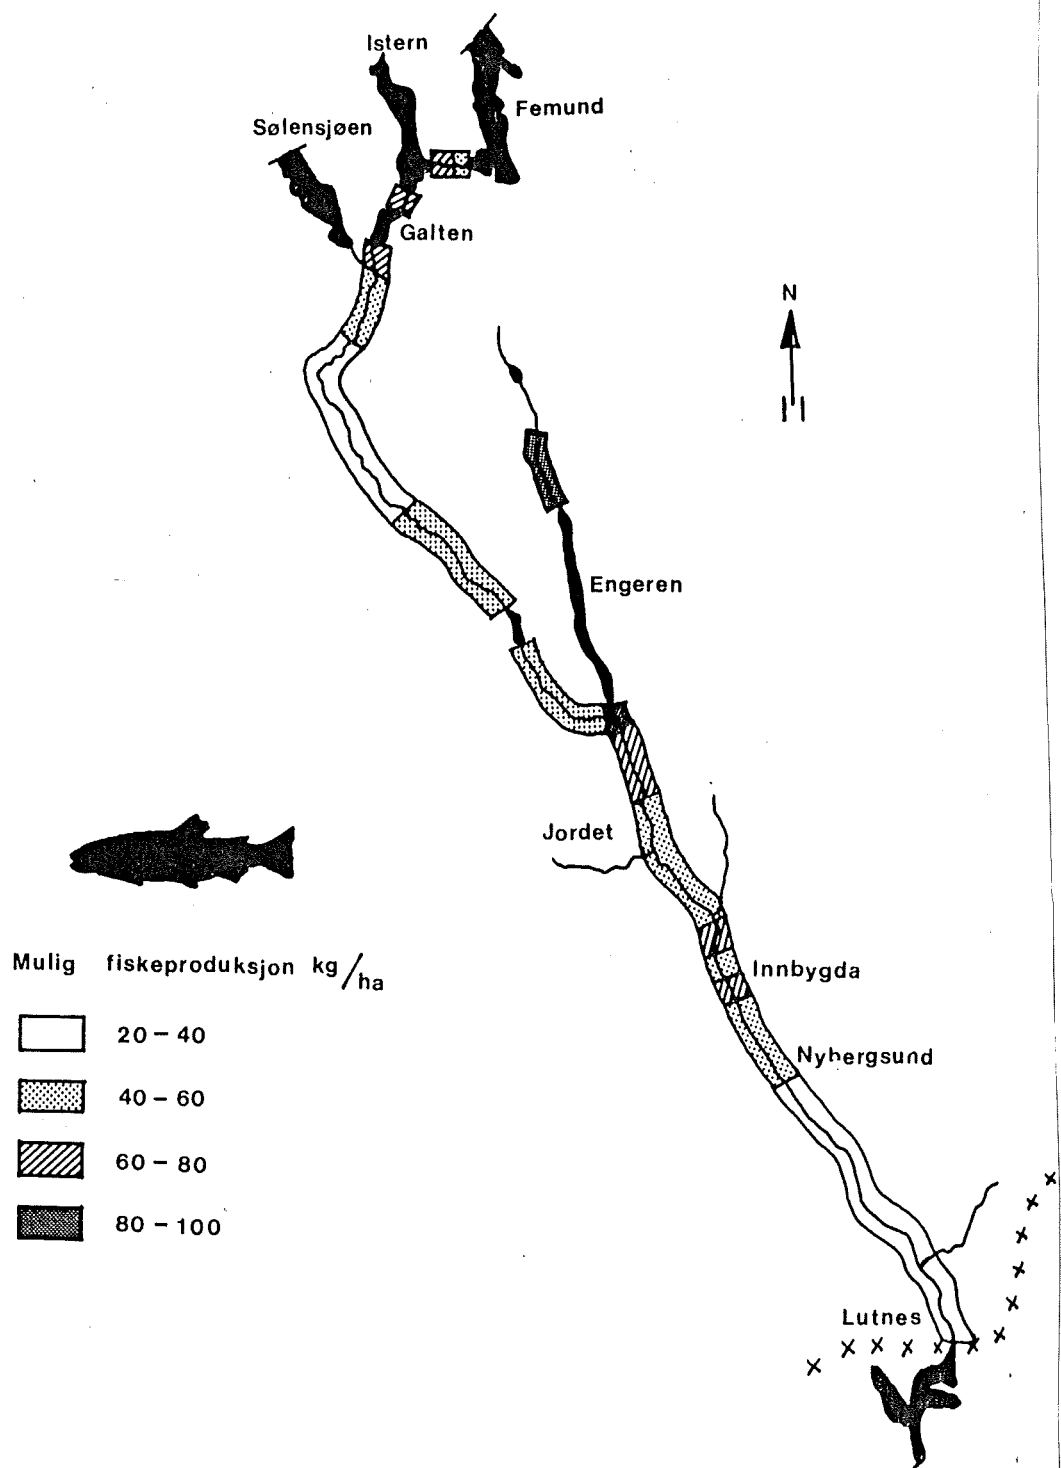 Istern
Femund
Sølensjøen
Galten
N
Engeren
Jordet
Innbygda
Nybergsund
Mulig fiskeproduksjon kg/ha
20-40
40-60
60-80
80-100
Lutnes